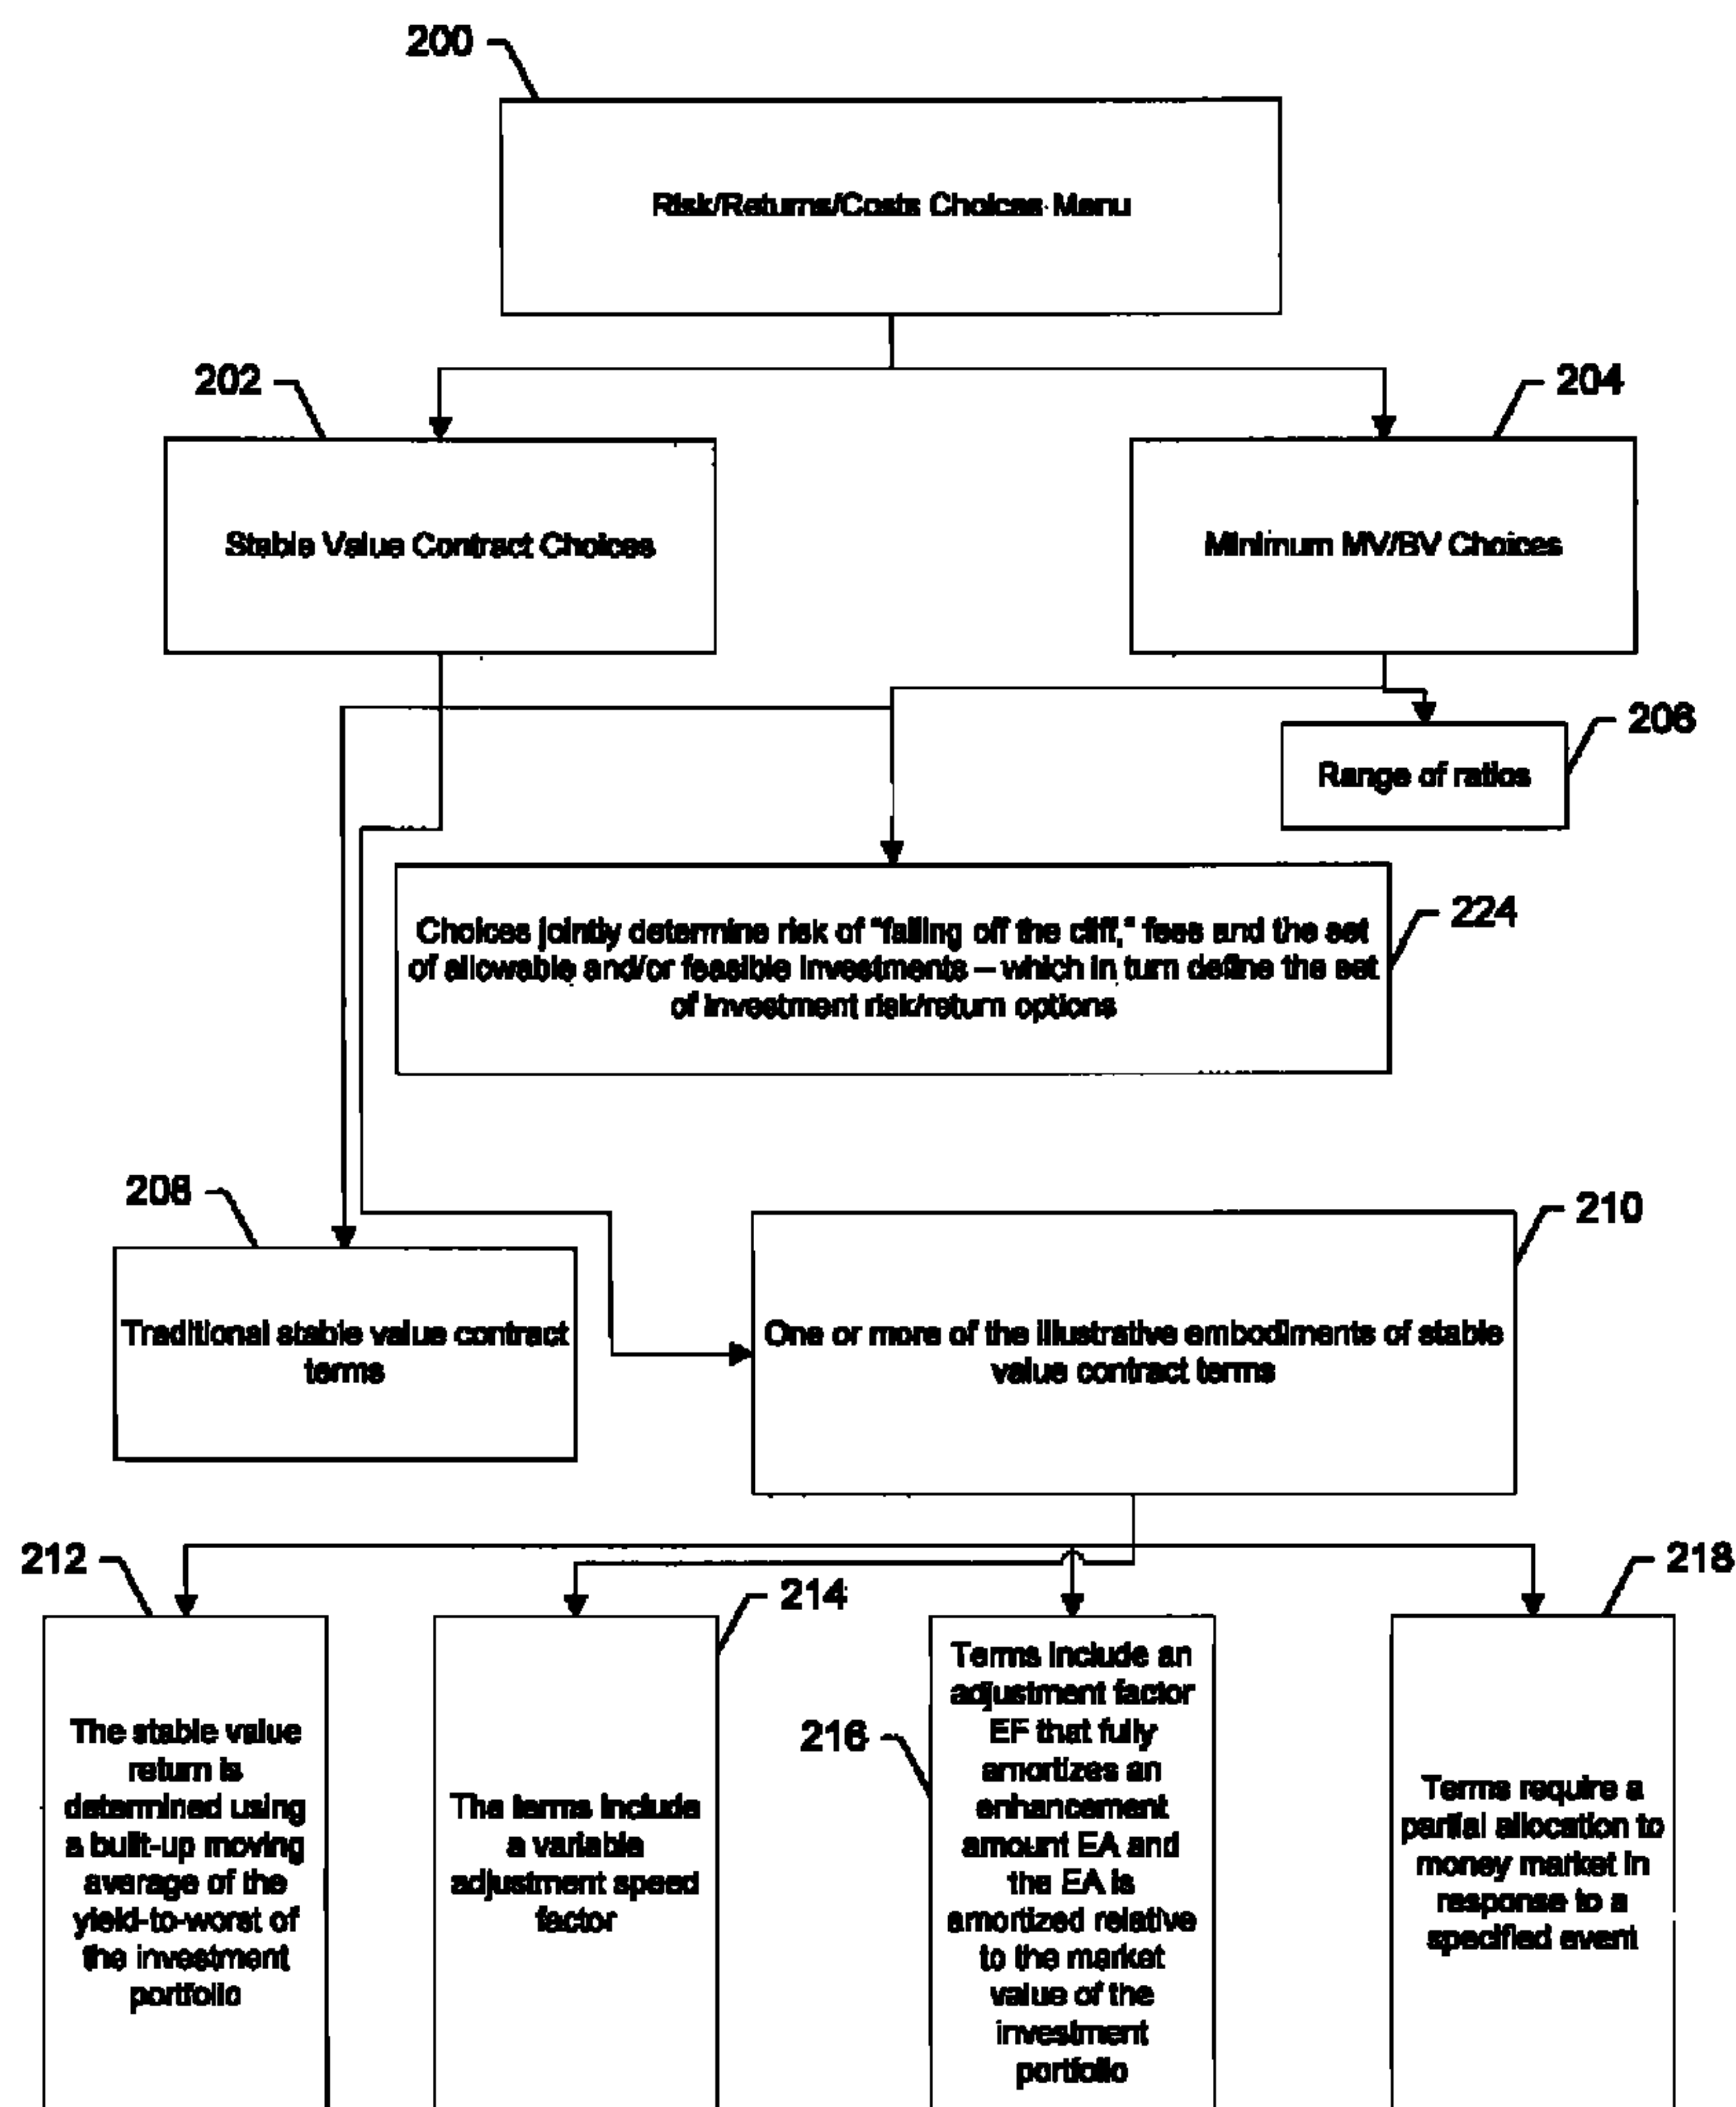 200
Risk/Returns/Costs Choices Menu
202
204
Stable Value Contract Choices
Minimum MV/BV Choices
206
Range of ratios
224
Choices jointly determine risk of "falling off the cliff," fees and the set
of allowable and/or feasible investments – which in turn define the set
of investment risk/return options
208
210
Traditional stable value contract
terms
One or more of the illustrative embodiments of stable
value contract terms
212
214
216
218
The stable value
return is
determined using
a built-up moving
average of the
yield-to-worst of
the investment
portfolio
The terms include
a variable
adjustment speed
factor
Terms include an
adjustment factor
EF that fully
amortizes an
enhancement
amount EA and
the EA is
amortized relative
to the market
value of the
investment
portfolio
Terms require a
partial allocation to
money market in
response to a
specified event